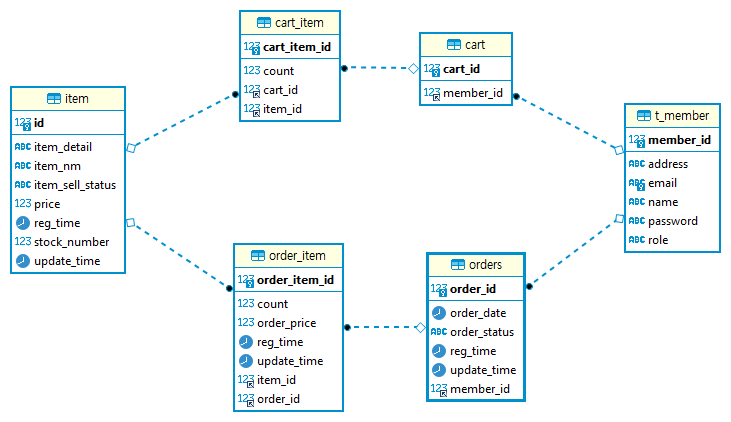 cart_item
123 cart_item_id
123 count
123 cart_id
123 item_id
cart
123 cart_id
123 member_id
item
123 id
ABC item_detail
ABC item_nm
ABC item_sell_status
123 price
reg_time
123 stock_number
update_time
t_member
123 member_id
ABC address
ABC email
ABC name
ABC password
ABC role
order_item
123 order_item_id
123 count
123 order_price
reg_time
update_time
123 item_id
123 order_id
orders
123 order_id
order_date
ABC order_status
reg_time
update_time
123 member_id